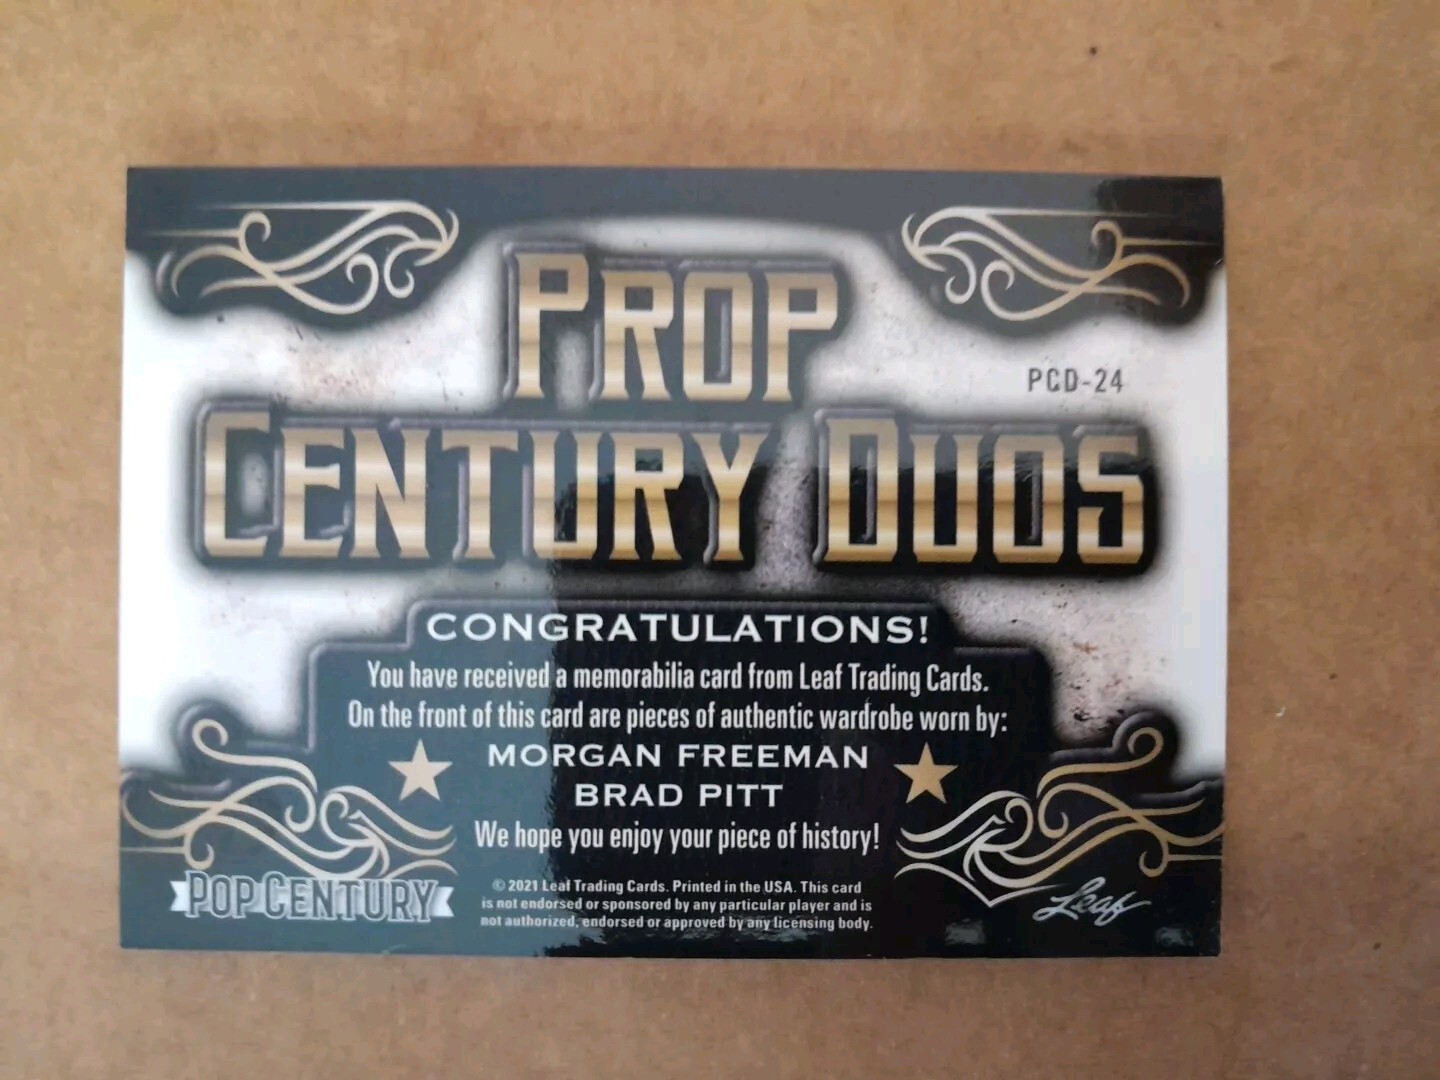 PROP
PCD-24
CENTURY DUOS
CONGRATULATIONS!
You have received a memorabilia card from Leaf Trading Cards.
On the front of this card are pieces of authentic wardrobe worn by:
MORGAN FREEMAN
BRAD PITT
We hope you enjoy your piece of history!
POP CENTURY
© 2021 Leaf Trading Cards. Printed in the USA. This card
is not endorsed or sponsored by any particular player and is
not authorized, endorsed or approved by any licensing body.
Leaf